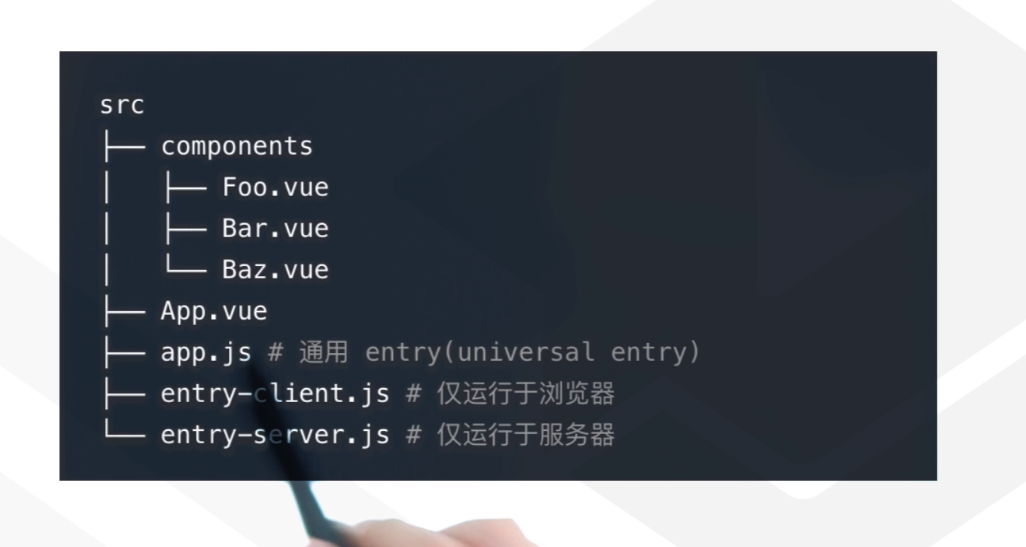 src
├── components
│   ├── Foo.vue
│   ├── Bar.vue
│   └── Baz.vue
├── App.vue
├── app.js # 通用 entry(universal entry)
├── entry-client.js # 仅运行于浏览器
└── entry-server.js # 仅运行于服务器